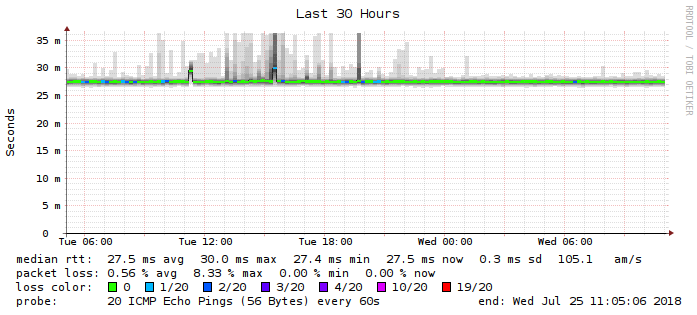 Last 30 Hours
RRDTOOL / TOBI OETIKER
Seconds
35 m
30 m
25 m
20 m
15 m
10 m
5 m
0
Tue 06:00 Tue 12:00 Tue 18:00 Wed 00:00 Wed 06:00
median rtt: 27.5 ms avg 30.0 ms max 27.4 ms min 27.5 ms now 0.3 ms sd 105.1 am/s
packet loss: 0.56 % avg 8.33 % max 0.00 % min 0.00 % now
loss color: 0 1/20 2/20 3/20 4/20 10/20 19/20
probe: 20 ICMP Echo Pings (56 Bytes) every 60s end: Wed Jul 25 11:05:06 2018